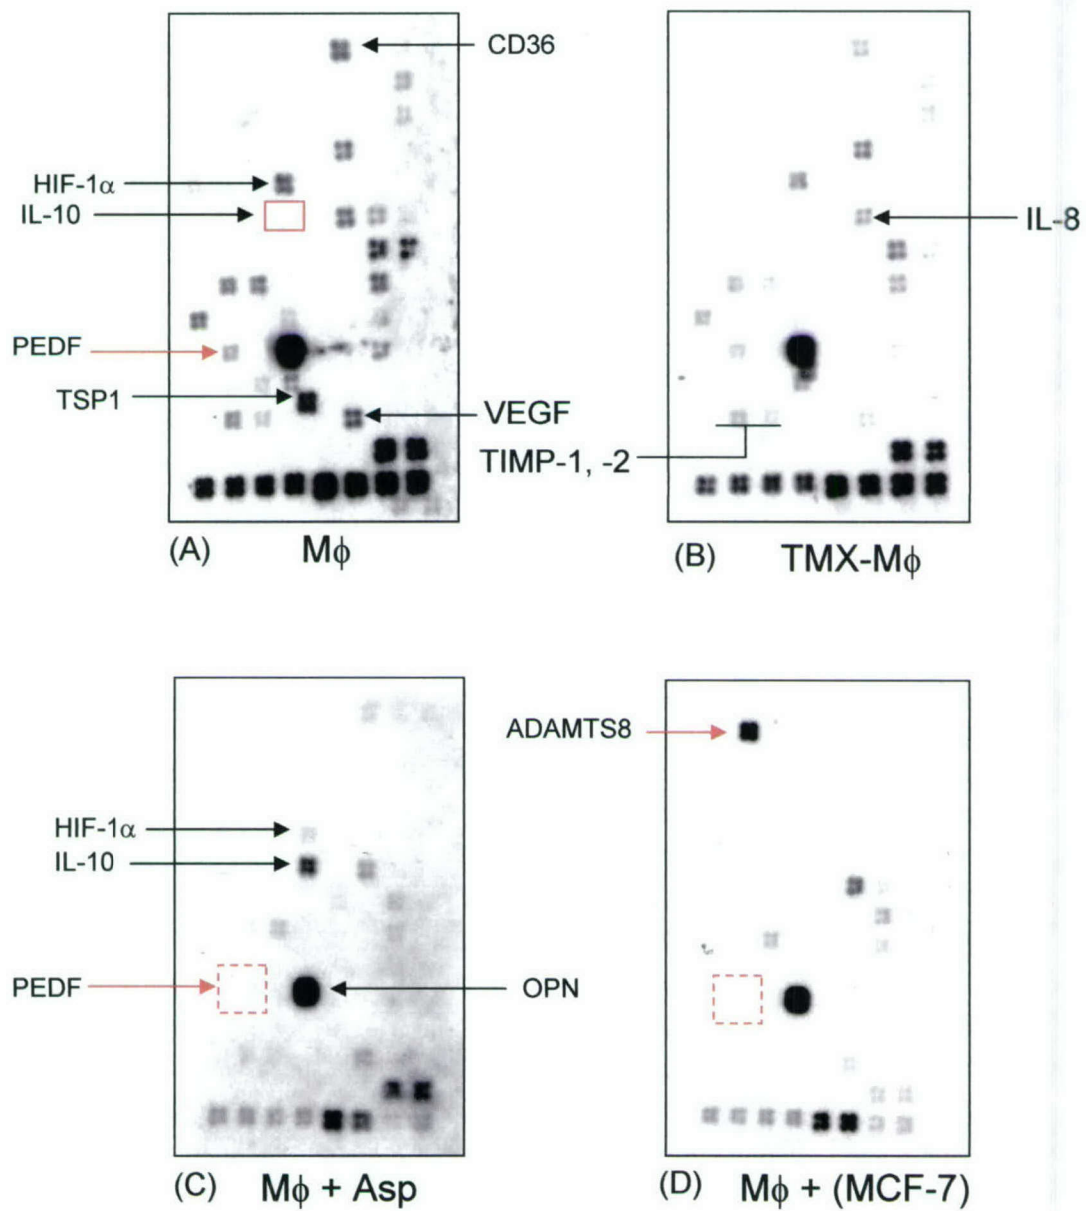 CD36
HIF-1α
IL-10
IL-8
PEDF
TSP1
VEGF
TIMP-1, -2
(A) Mϕ
(B) TMX-Mϕ
ADAMTS8
HIF-1α
IL-10
PEDF
OPN
(C) Mϕ + Asp
(D) Mϕ + (MCF-7)